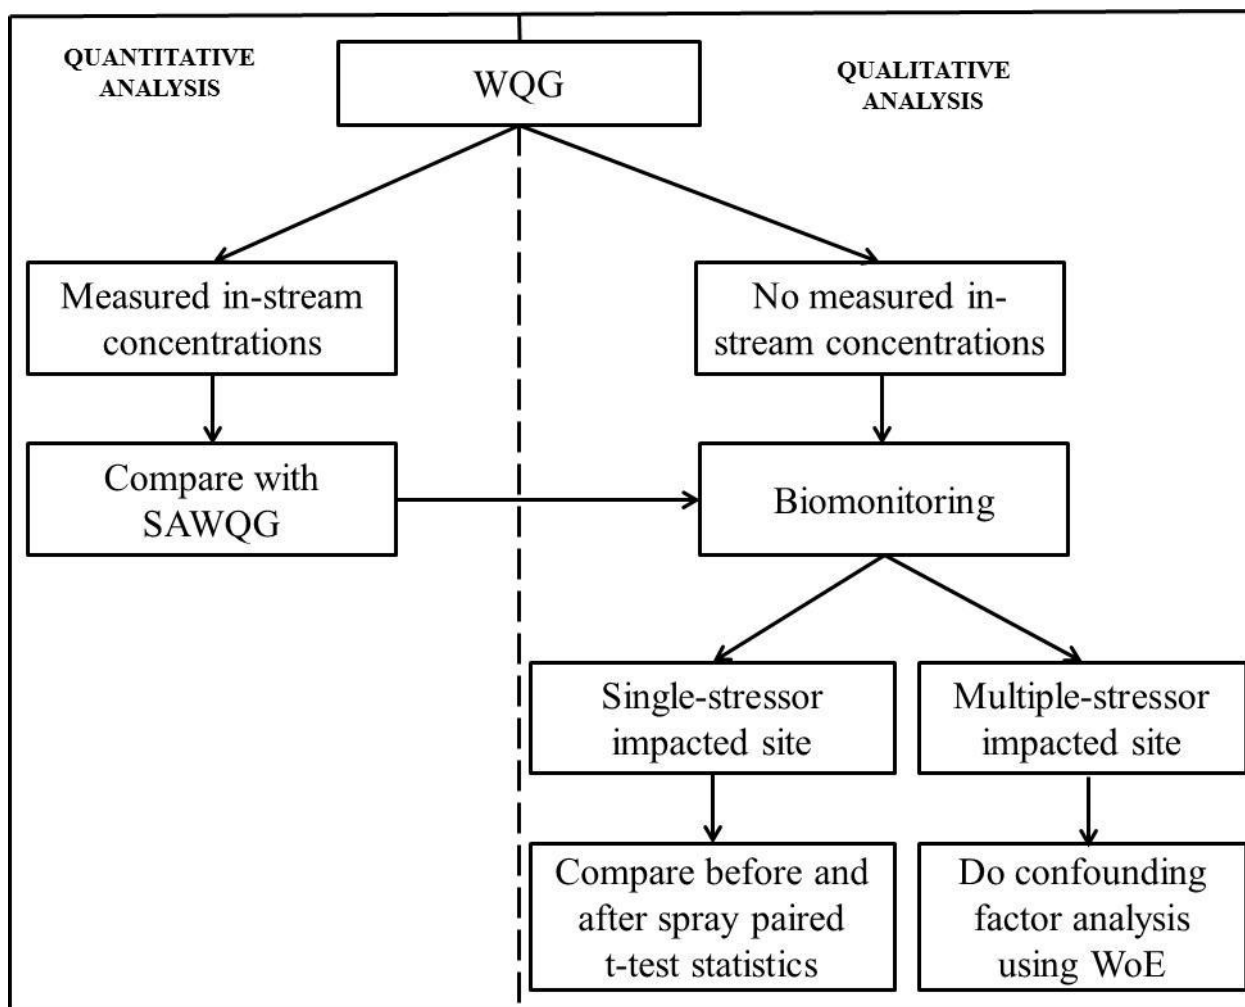 QUANTITATIVE
ANALYSIS
WQG
QUALITATIVE
ANALYSIS
Measured in-stream
concentrations
No measured in-
stream concentrations
Compare with
SAWQG
Biomonitoring
Single-stressor
impacted site
Multiple-stressor
impacted site
Compare before and
after spray paired
t-test statistics
Do confounding
factor analysis
using WoE